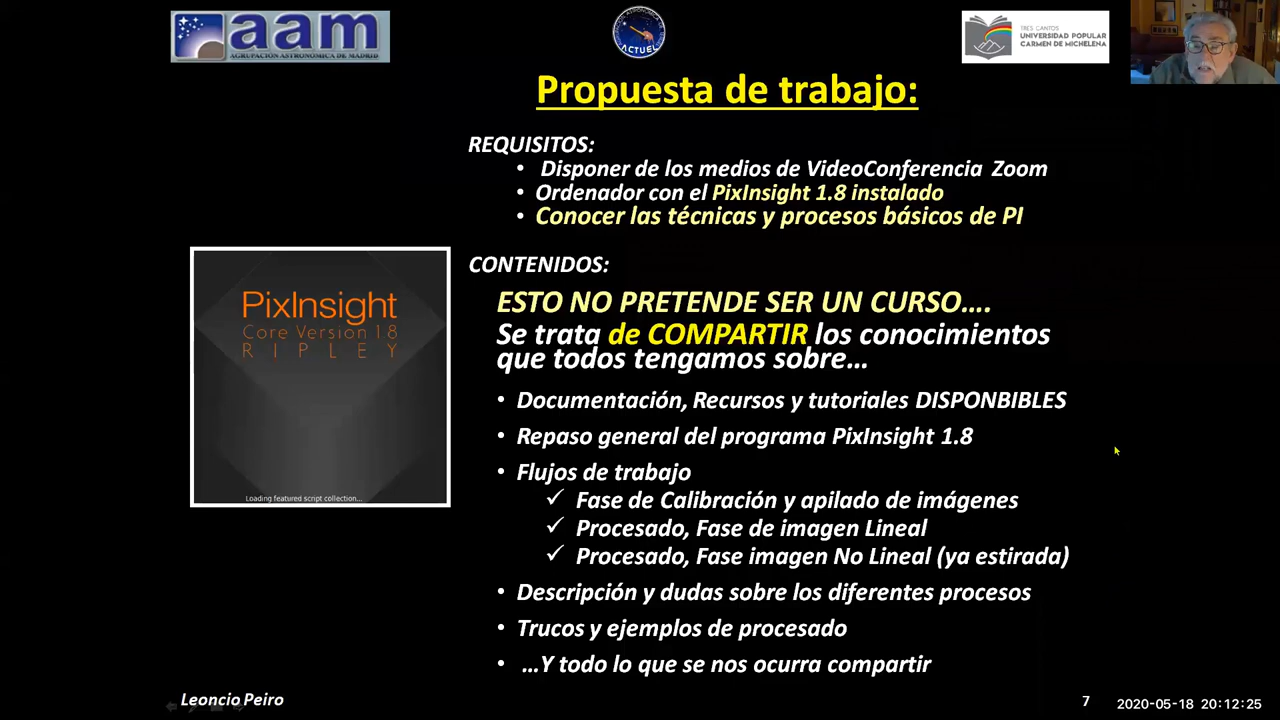 aam
AGRUPACIÓN ASTRONÓMICA DE MADRID
ACTUEL
TRES CANTOS
UNIVERSIDAD POPULAR
CARMEN DE MICHELENA
Propuesta de trabajo:
REQUISITOS:
• Disponer de los medios de VideoConferencia Zoom
• Ordenador con el PixInsight 1.8 instalado
• Conocer las técnicas y procesos básicos de PI
PixInsight
Core Version 1.8
RIPLEY
Loading featured script collection...
CONTENIDOS:
ESTO NO PRETENDE SER UN CURSO....
Se trata de COMPARTIR los conocimientos
que todos tengamos sobre...
• Documentación, Recursos y tutoriales DISPONBIBLES
• Repaso general del programa PixInsight 1.8
• Flujos de trabajo
✓ Fase de Calibración y apilado de imágenes
✓ Procesado, Fase de imagen Lineal
✓ Procesado, Fase imagen No Lineal (ya estirada)
• Descripción y dudas sobre los diferentes procesos
• Trucos y ejemplos de procesado
• ...Y todo lo que se nos ocurra compartir
Leoncio Peiro
7
2020-05-18 20:12:25